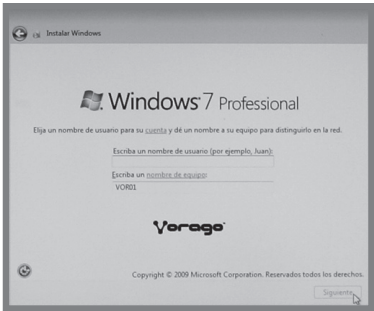 Instalar Windows
Windows 7 Professional
Elija un nombre de usuario para su cuenta y dé un nombre a su equipo para distinguirlo en la red.
Escriba un nombre de usuario (por ejemplo, Juan):
Escriba un nombre de equipo:
VOR01
Vorago
Copyright © 2009 Microsoft Corporation. Reservados todos los derechos.
Siguiente